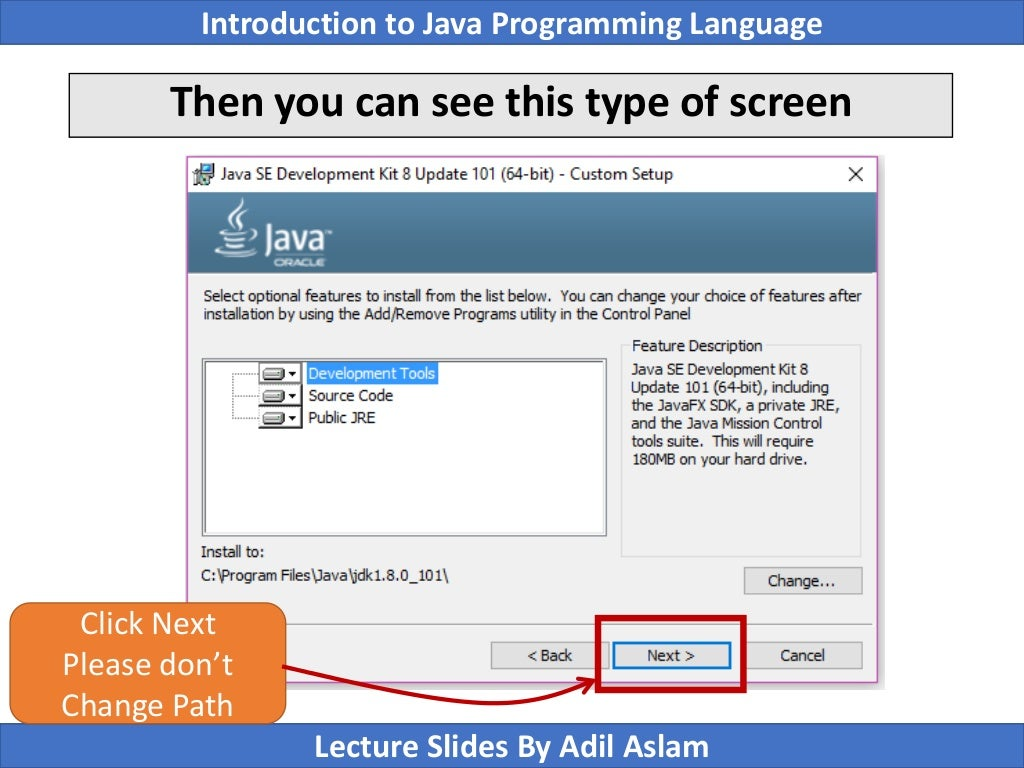 Introduction to Java Programming Language
Then you can see this type of screen
Java SE Development Kit 8 Update 101 (64-bit) - Custom Setup
Java™
ORACLE
Select optional features to install from the list below.  You can change your choice of features after
installation by using the Add/Remove Programs utility in the Control Panel
Development Tools
Source Code
Public JRE
Feature Description
Java SE Development Kit 8
Update 101 (64-bit), including
the JavaFX SDK, a private JRE,
and the Java Mission Control
tools suite.  This will require
180MB on your hard drive.
Install to:
C:\Program Files\Java\jdk1.8.0_101\
Change...
Click Next
Please don’t
Change Path
< Back
Next >
Cancel
Lecture Slides By Adil Aslam